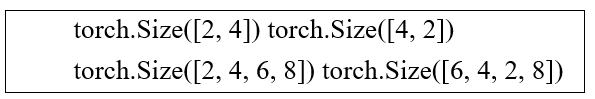 torch.Size([2, 4]) torch.Size([4, 2])
torch.Size([2, 4, 6, 8]) torch.Size([6, 4, 2, 8])